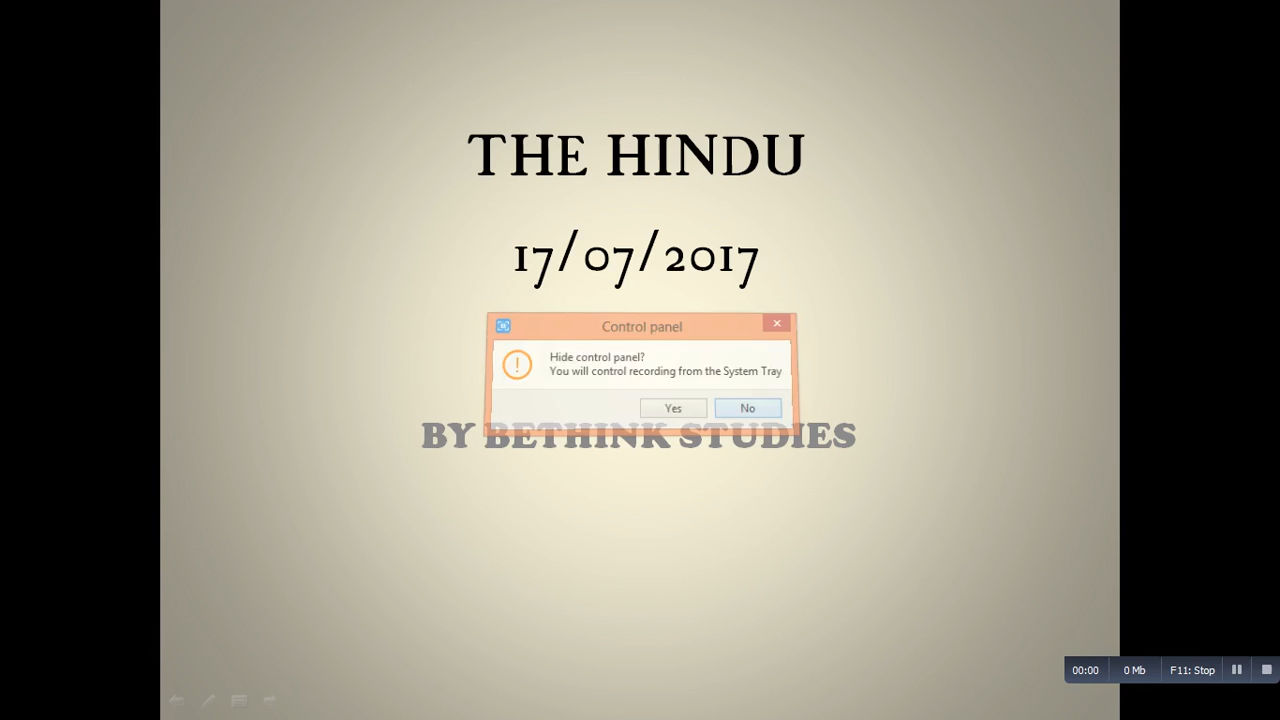 THE HINDU
17/07/2017
Control panel
Hide control panel?
You will control recording from the System Tray
Yes No
BY BETHINK STUDIES
00:00 0 Mb F11: Stop